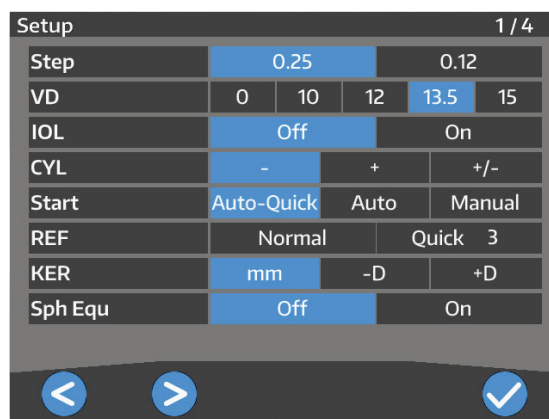 Setup 1 / 4
Step 0.25 0.12
VD 0 10 12 13.5 15
IOL Off On
CYL - + +/-
Start Auto-Quick Auto Manual
REF Normal Quick 3
KER mm -D +D
Sph Equ Off On